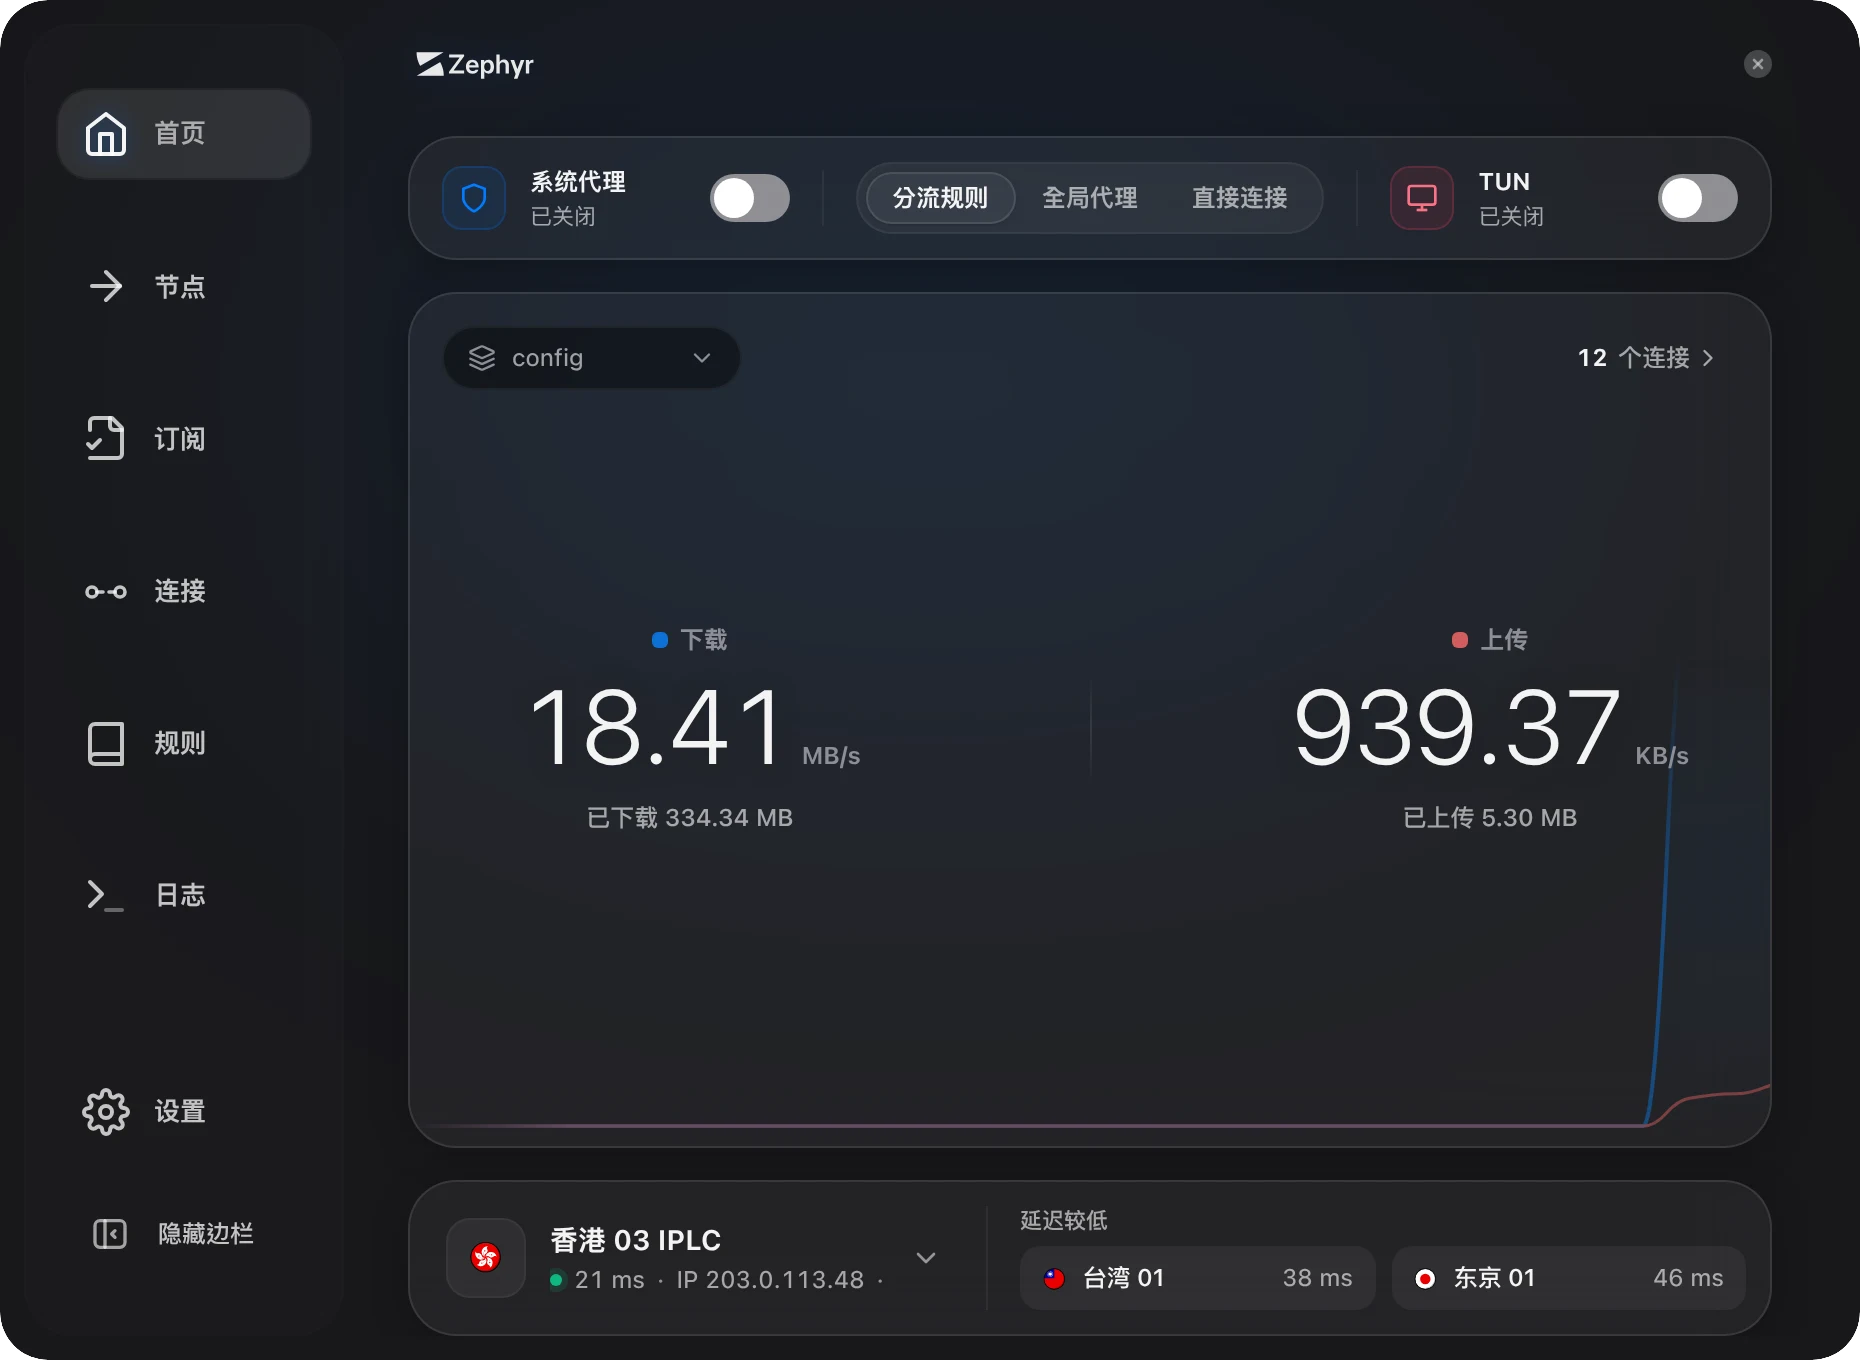 Zephyr
首页
节点
订阅
连接
规则
日志
设置
隐藏边栏
系统代理
已关闭
分流规则 全局代理 直接连接
TUN
已关闭
config
12 个连接
下载
18.41 MB/s
已下载 334.34 MB
上传
939.37 KB/s
已上传 5.30 MB
香港 03 IPLC
21 ms · IP 203.0.113.48 ·
延迟较低
台湾 01 38 ms
东京 01 46 ms